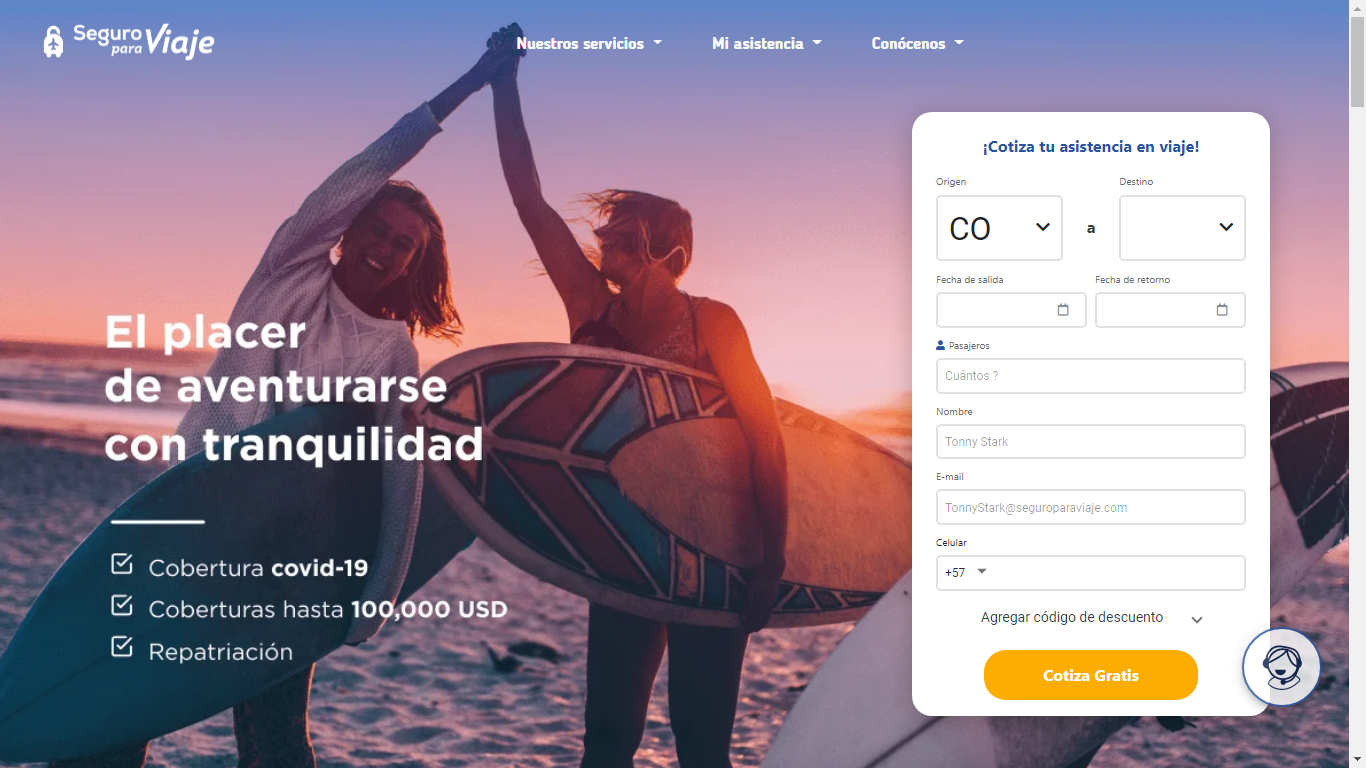 Seguro
para Viaje
Nuestros servicios
Mi asistencia
Conócenos
El placer
de aventurarse
con tranquilidad
Cobertura covid-19
Coberturas hasta 100,000 USD
Repatriación
¡Cotiza tu asistencia en viaje!
Origen
Destino
CO
a
Fecha de salida
Fecha de retorno
Pasajeros
Cuántos ?
Nombre
Tonny Stark
E-mail
TonnyStark@seguroparaviaje.com
Celular
+57
Agregar código de descuento
Cotiza Gratis